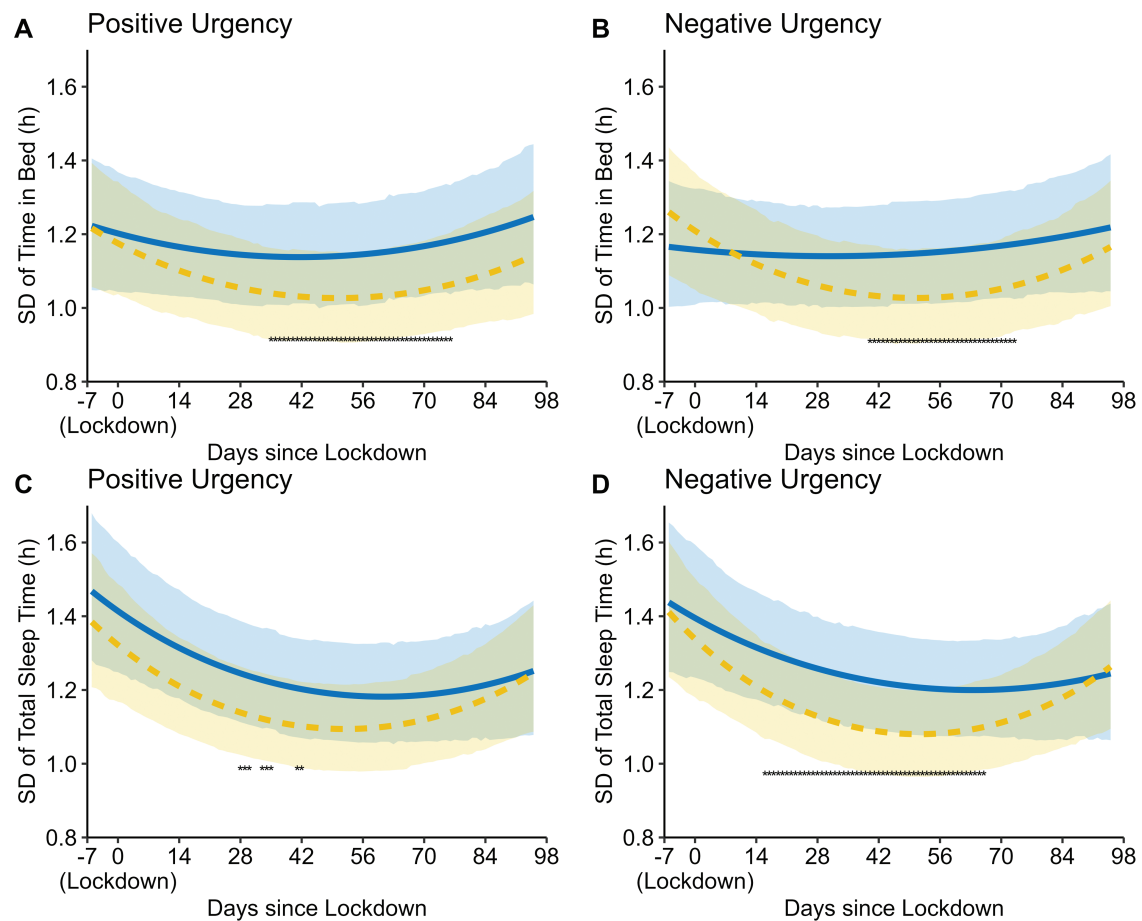 A Positive Urgency
SD of Time in Bed (h)
1.6
1.4
1.2
1.0
0.8
-7 0 14 28 42 56 70 84 98
(Lockdown)
Days since Lockdown
B Negative Urgency
SD of Time in Bed (h)
1.6
1.4
1.2
1.0
0.8
-7 0 14 28 42 56 70 84 98
(Lockdown)
Days since Lockdown
C Positive Urgency
SD of Total Sleep Time (h)
1.6
1.4
1.2
1.0
*** *** **
0.8
-7 0 14 28 42 56 70 84 98
(Lockdown)
Days since Lockdown
D Negative Urgency
SD of Total Sleep Time (h)
1.6
1.4
1.2
1.0
0.8
-7 0 14 28 42 56 70 84 98
(Lockdown)
Days since Lockdown